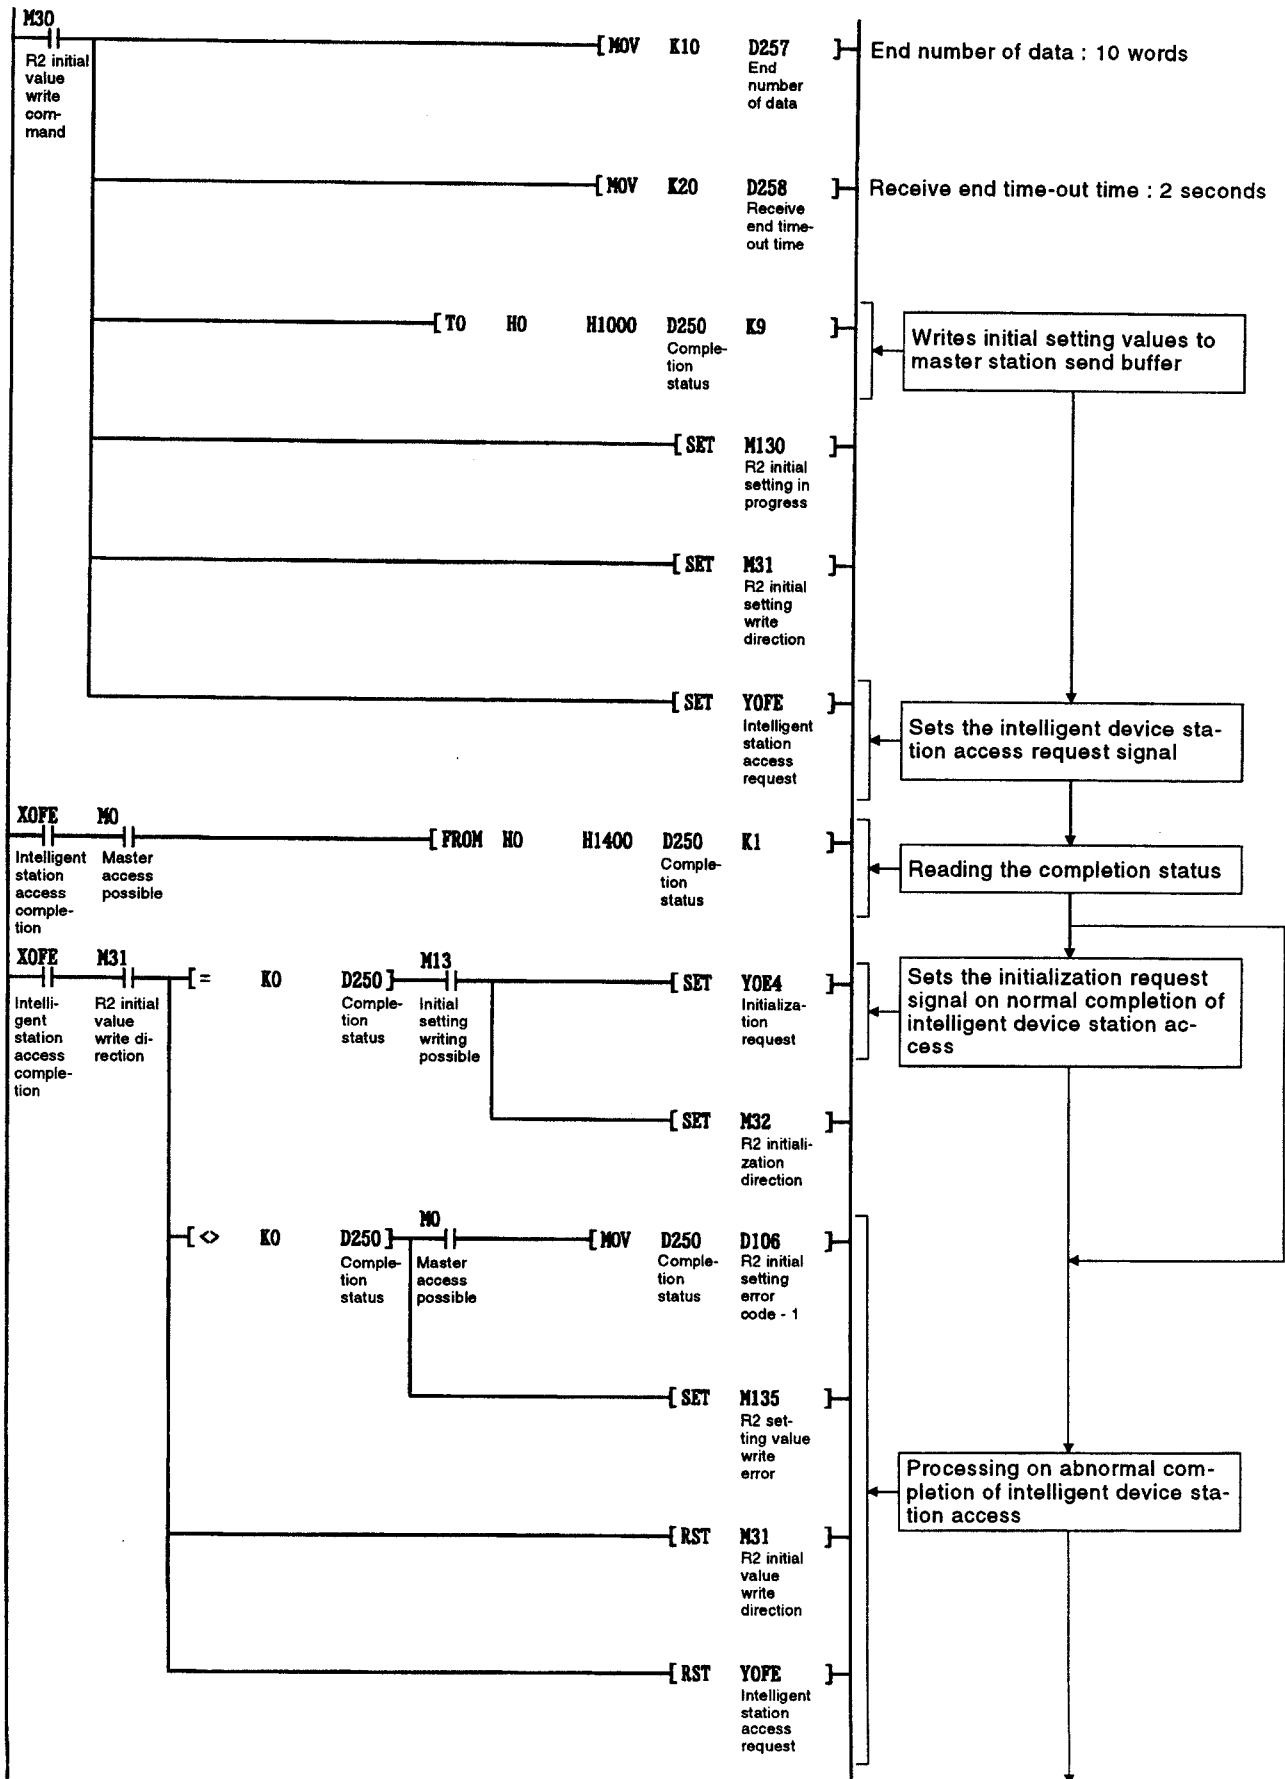 M30
R2 initial
value
write
com-
mand
[ MOV K10 D257 ]
End
number
of data
End number of data : 10 words
[ MOV K20 D258 ]
Receive
end time-
out time
Receive end time-out time : 2 seconds
[ TO H0 H1000 D250 K9 ]
Comple-
tion
status
Writes initial setting values to
master station send buffer
[ SET M130 ]
R2 initial
setting in
progress
[ SET M31 ]
R2 initial
setting
write
direction
[ SET Y0FE ]
Intelligent
station
access
request
Sets the intelligent device sta-
tion access request signal
X0FE M0
Intelligent
station
access
comple-
tion
Master
access
possible
[ FROM H0 H1400 D250 K1 ]
Comple-
tion
status
Reading the completion status
X0FE M31
Intelli-
gent
station
access
comple-
tion
R2 initial
value
write di-
rection
[ = K0 D250 ]
Comple-
tion
status
M13
Initial
setting
writing
possible
[ SET Y0E4 ]
Initializa-
tion
request
Sets the initialization request
signal on normal completion of
intelligent device station ac-
cess
[ SET M32 ]
R2 initiali-
zation
direction
[ <> K0 D250 ]
Comple-
tion
status
M0
Master
access
possible
[ MOV D250 D106 ]
Comple-
tion
status
R2 initial
setting
error
code - 1
[ SET M135 ]
R2 set-
ting value
write
error
Processing on abnormal com-
pletion of intelligent device sta-
tion access
[ RST M31 ]
R2 initial
value
write
direction
[ RST Y0FE ]
Intelligent
station
access
request